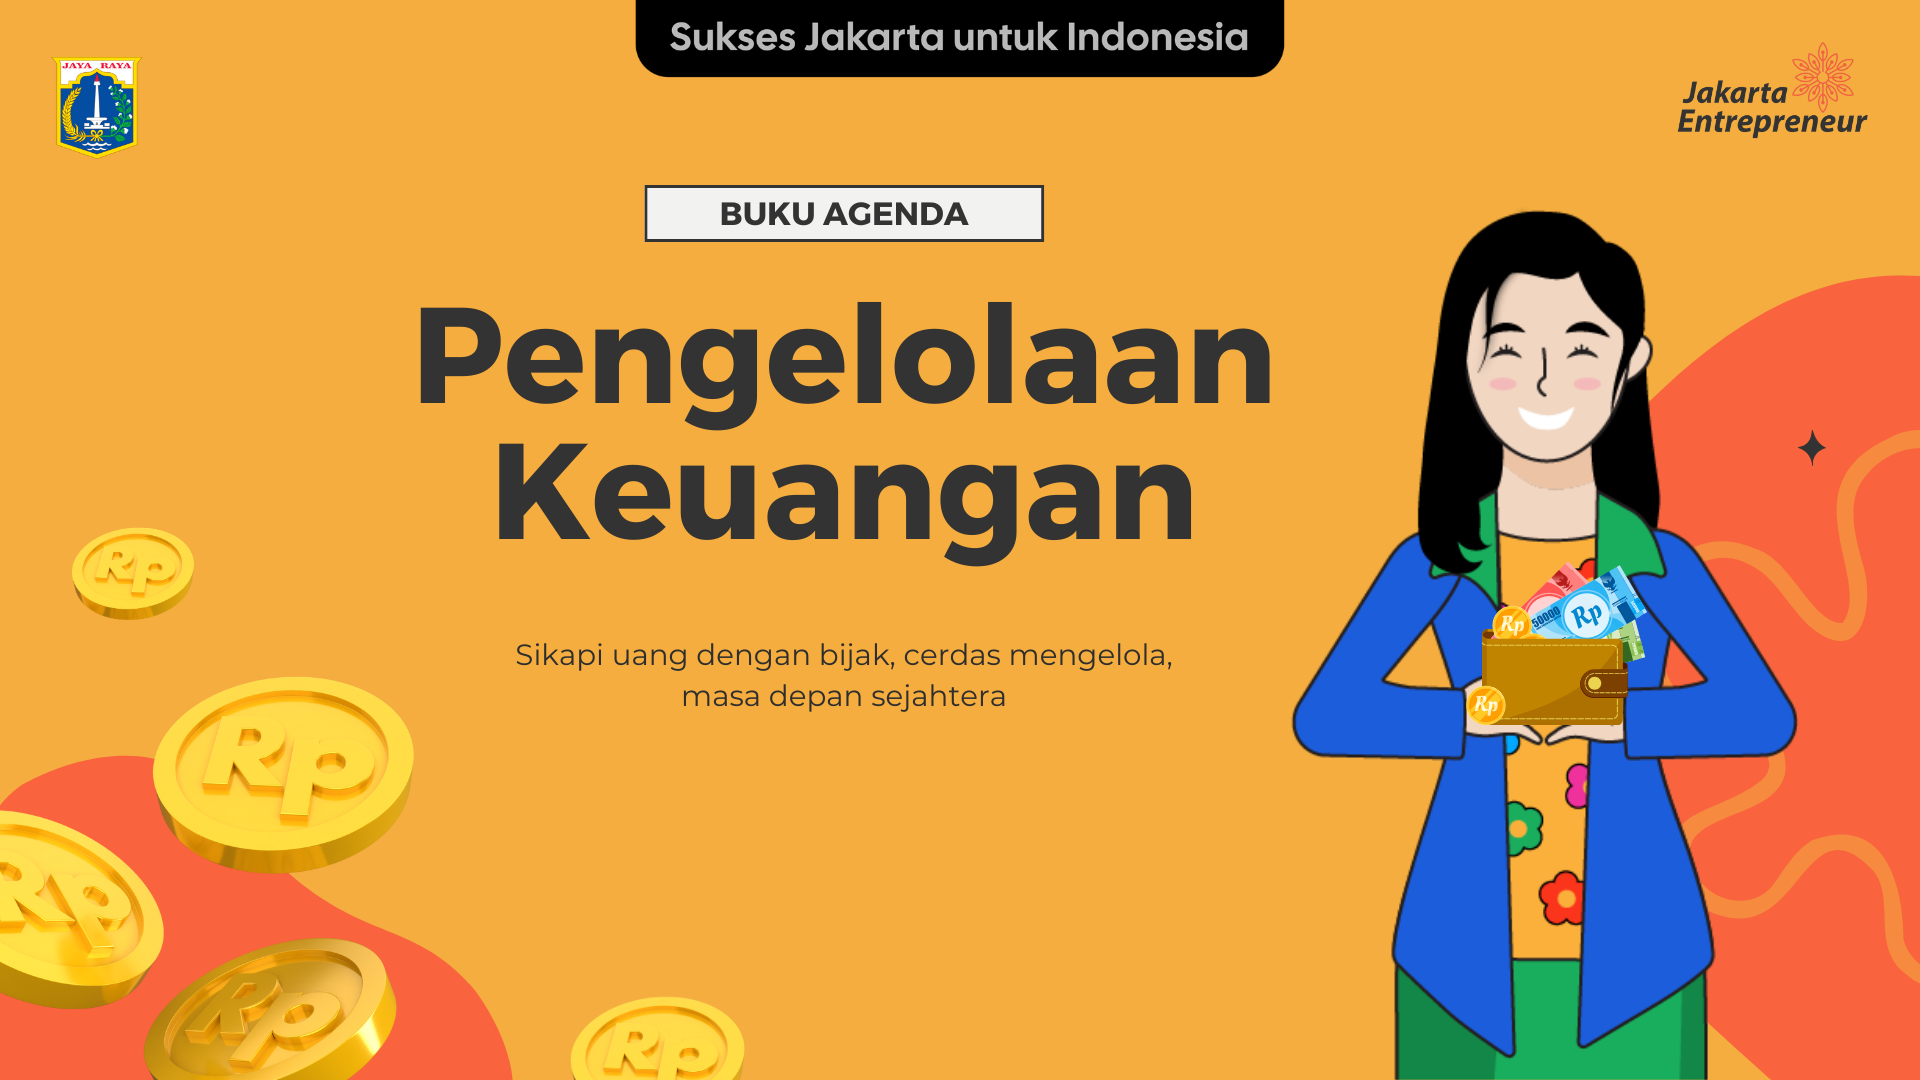 Sukses Jakarta untuk Indonesia
JAYA RAYA
Jakarta
Entrepreneur
BUKU AGENDA
Pengelolaan
Keuangan
Sikapi uang dengan bijak, cerdas mengelola,
masa depan sejahtera
Rp
Rp
Rp
Rp
Rp
Rp
50000
Rp
Rp